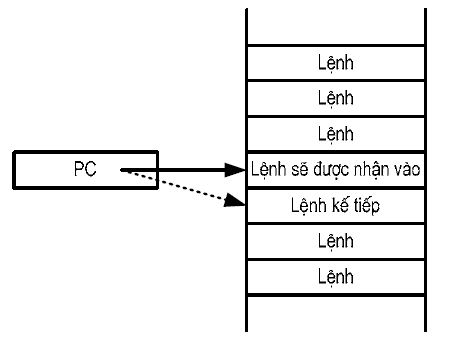 Lệnh
Lệnh
Lệnh
PC
Lệnh sẽ được nhận vào
Lệnh kế tiếp
Lệnh
Lệnh